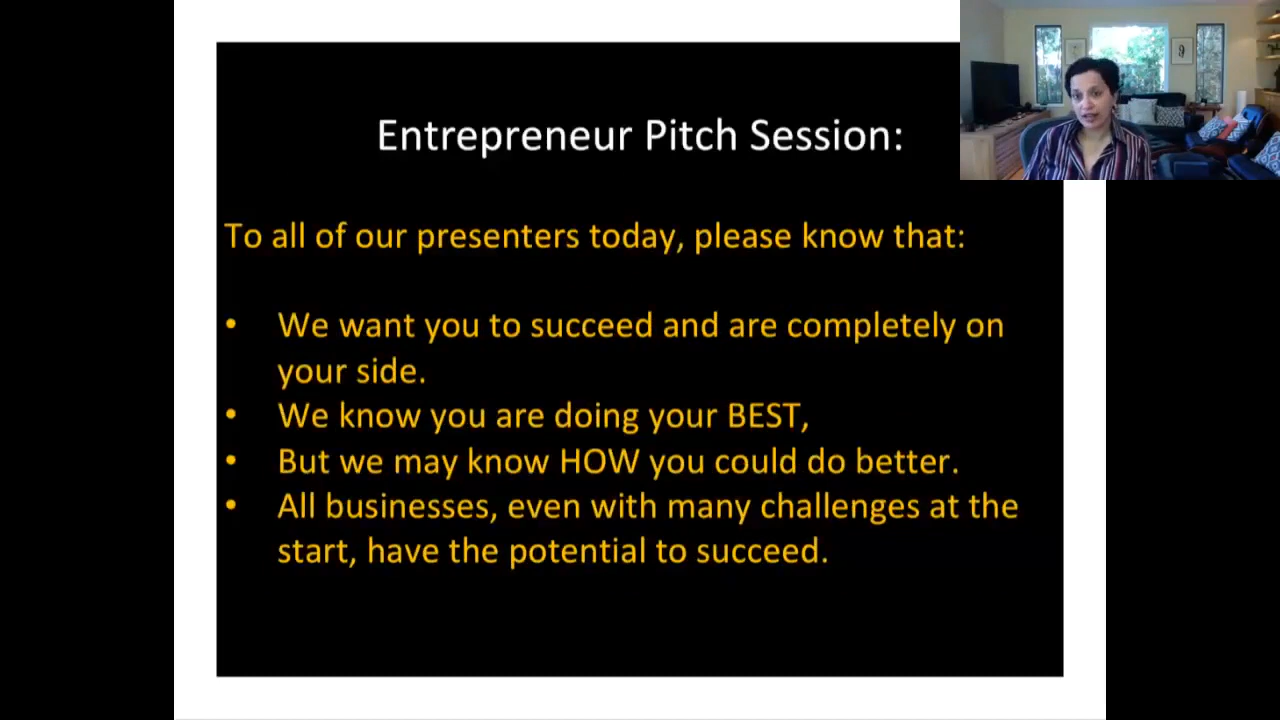 Entrepreneur Pitch Session:
To all of our presenters today, please know that:
• We want you to succeed and are completely on
your side.
• We know you are doing your BEST,
• But we may know HOW you could do better.
• All businesses, even with many challenges at the
start, have the potential to succeed.
9